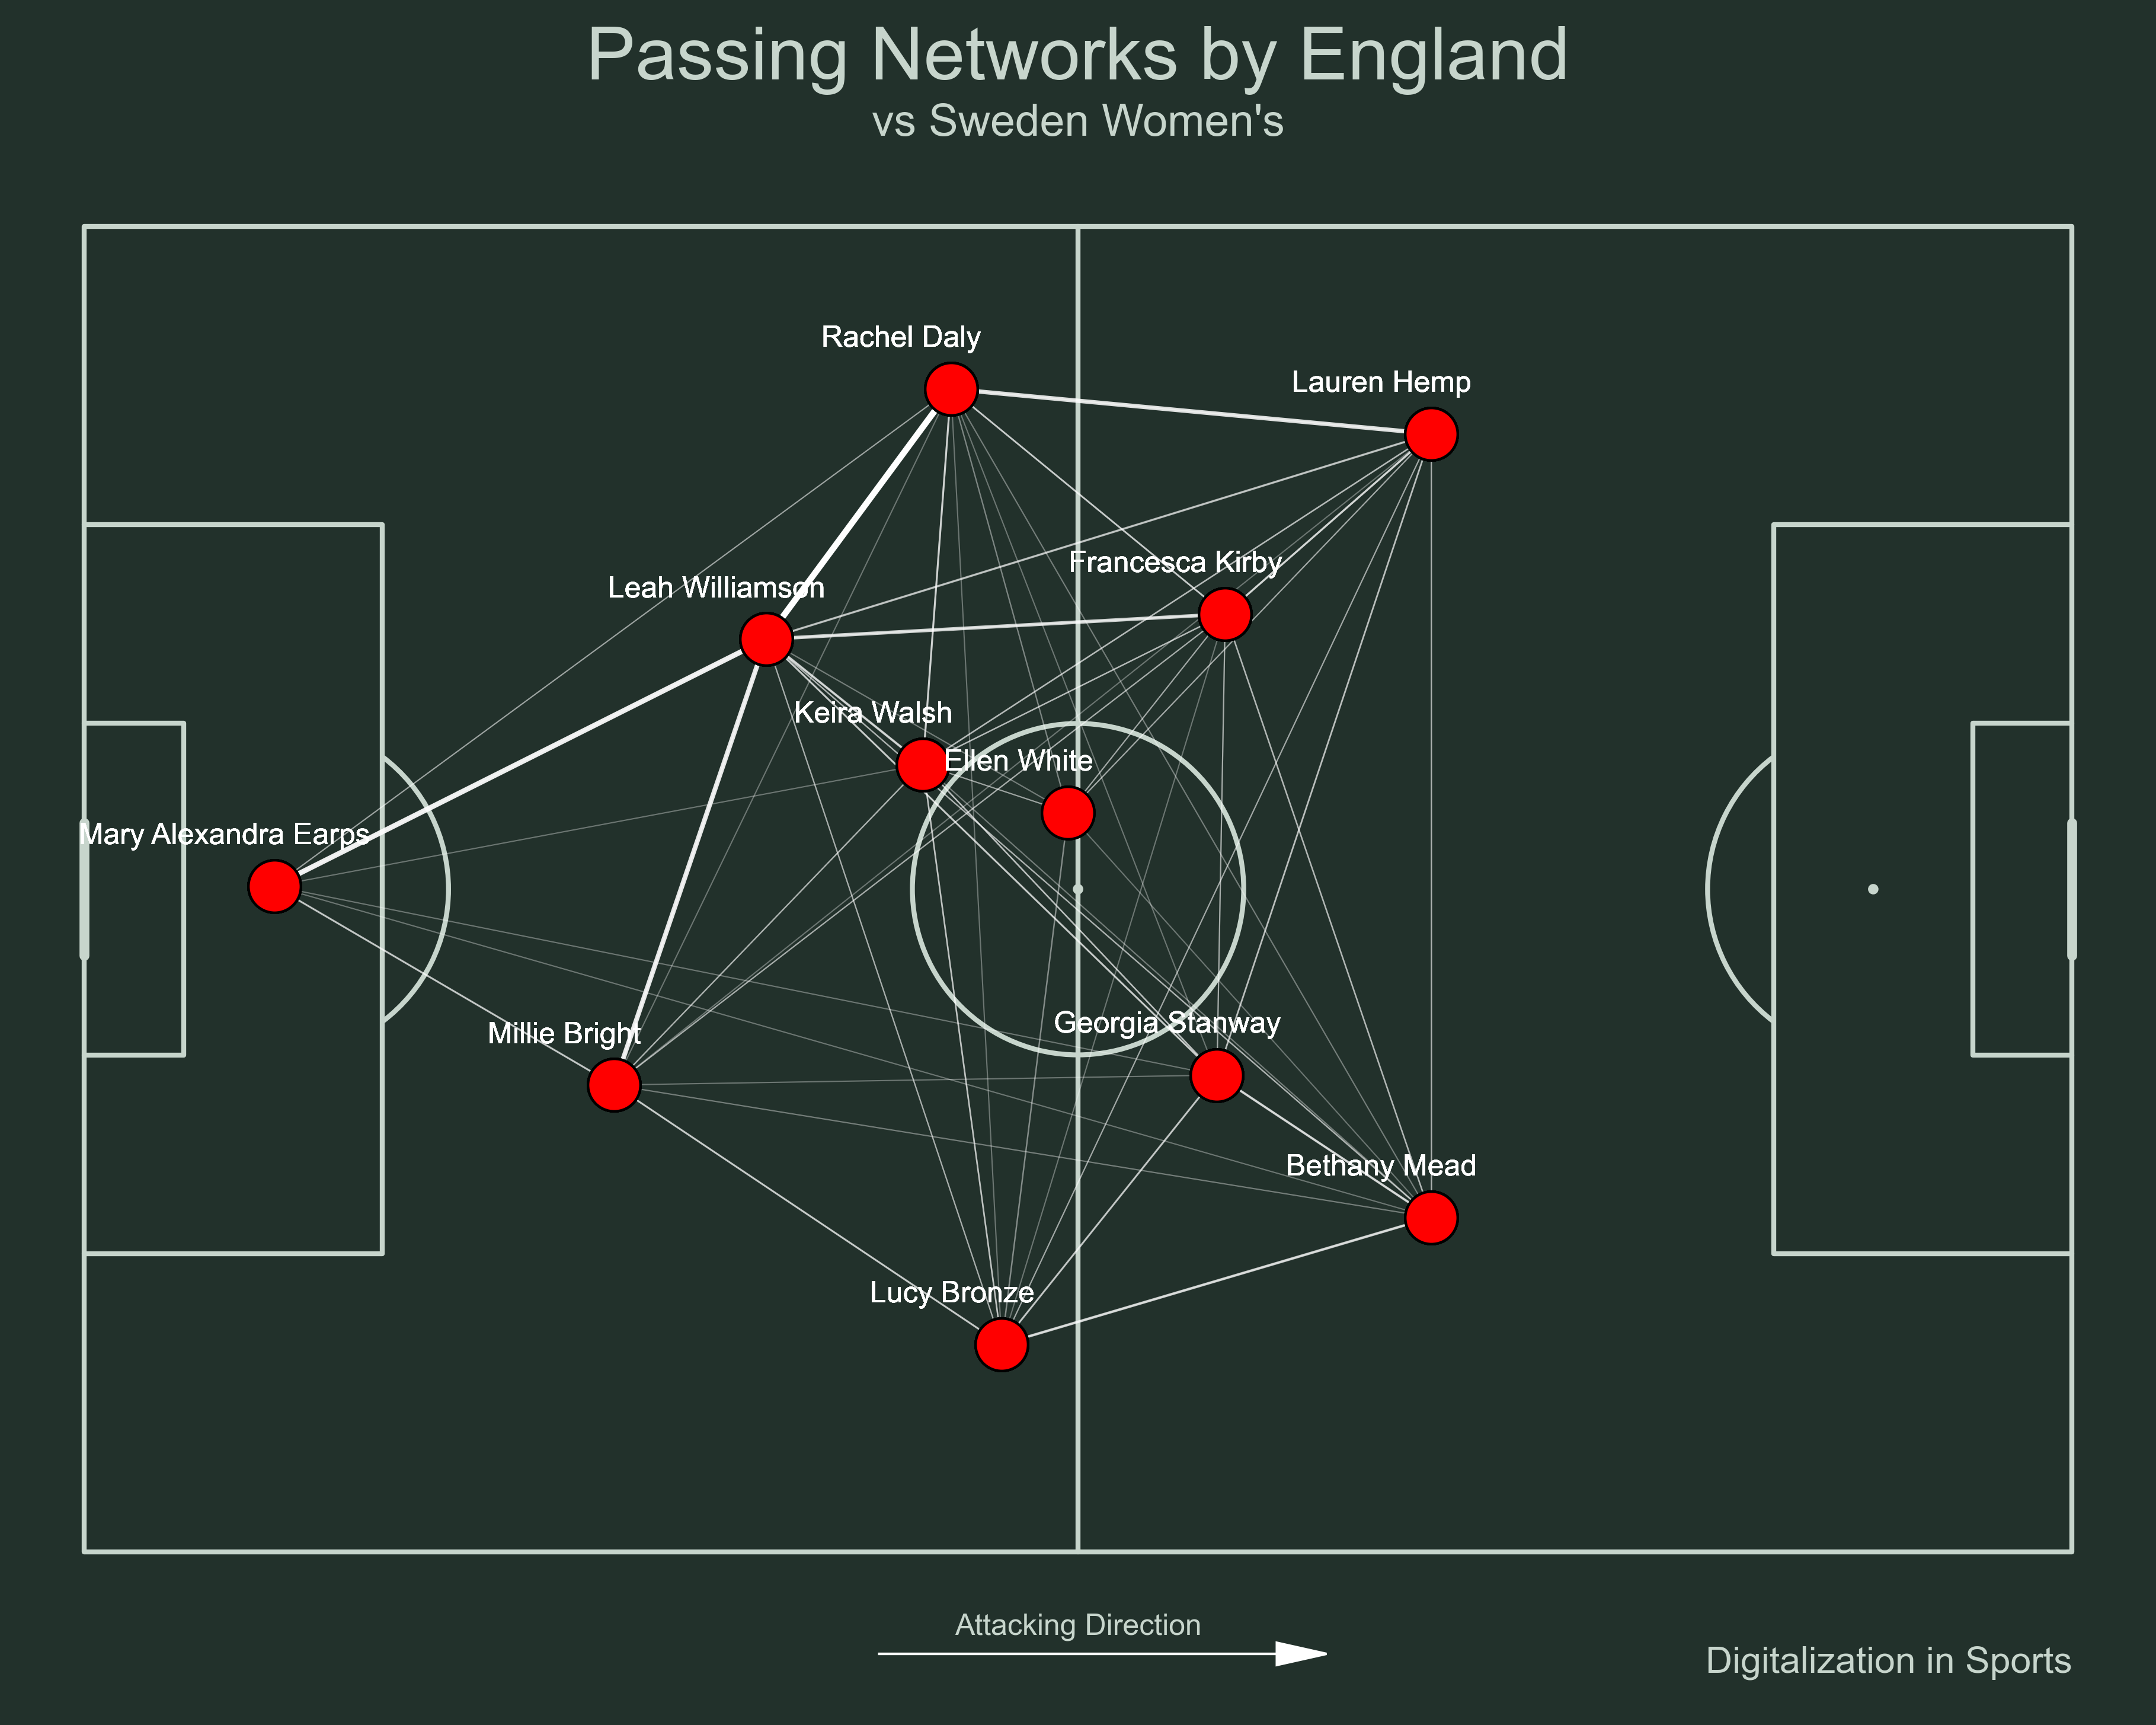 Passing Networks by England
vs Sweden Women's
Rachel Daly
Lauren Hemp
Francesca Kirby
Leah Williamson
Keira Walsh
Ellen White
Mary Alexandra Earps
Georgia Stanway
Millie Bright
Bethany Mead
Lucy Bronze
Attacking Direction
Digitalization in Sports